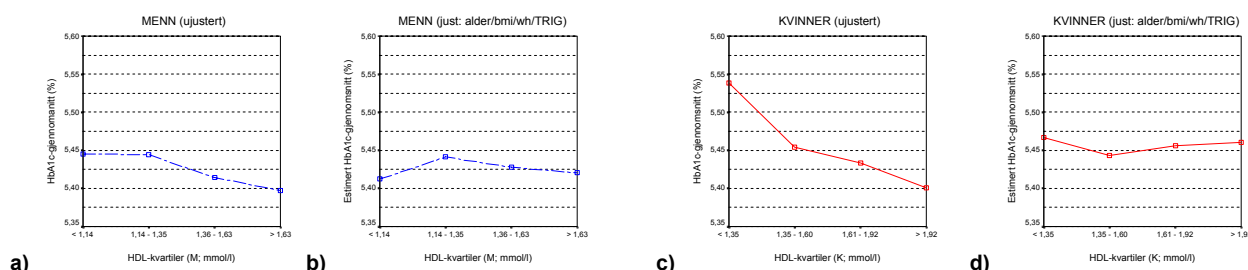 MENN (ujustert)
5,60
5,55
5,50
5,45
5,40
5,35
HbA1c-gjennomsnitt (%)
< 1,14
1,14 - 1,35
1,36 - 1,63
> 1,63
HDL-kvartiler (M; mmol/l)
a)
MENN (just: alder/bmi/wh/TRIG)
5,60
5,55
5,50
5,45
5,40
5,35
Estimert HbA1c-gjennomsnitt (%)
< 1,14
1,14 - 1,35
1,36 - 1,63
> 1,63
HDL-kvartiler (M; mmol/l)
b)
KVINNER (ujustert)
5,60
5,55
5,50
5,45
5,40
5,35
HbA1c-gjennomsnitt (%)
< 1,35
1,35 - 1,60
1,61 - 1,92
> 1,92
HDL-kvartiler (K; mmol/l)
c)
KVINNER (just: alder/bmi/wh/TRIG)
5,60
5,55
5,50
5,45
5,40
5,35
Estimert HbA1c-gjennomsnitt (%)
< 1,35
1,35 - 1,60
1,61 - 1,92
> 1,9
HDL-kvartiler (K; mmol/l)
d)